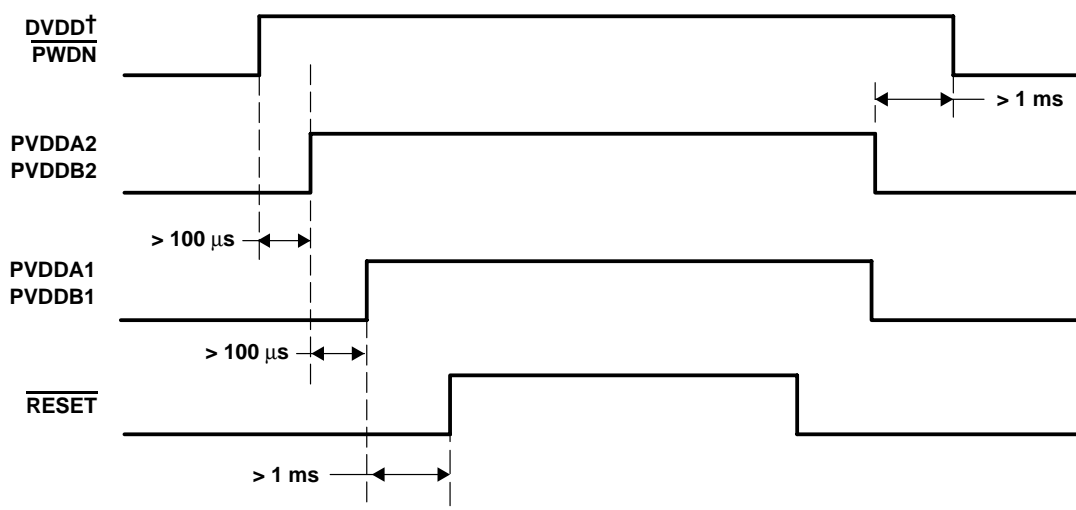 DVDD†
PWDN
> 1 ms
PVDDA2
PVDDB2
> 100 μs
PVDDA1
PVDDB1
> 100 μs
RESET
> 1 ms